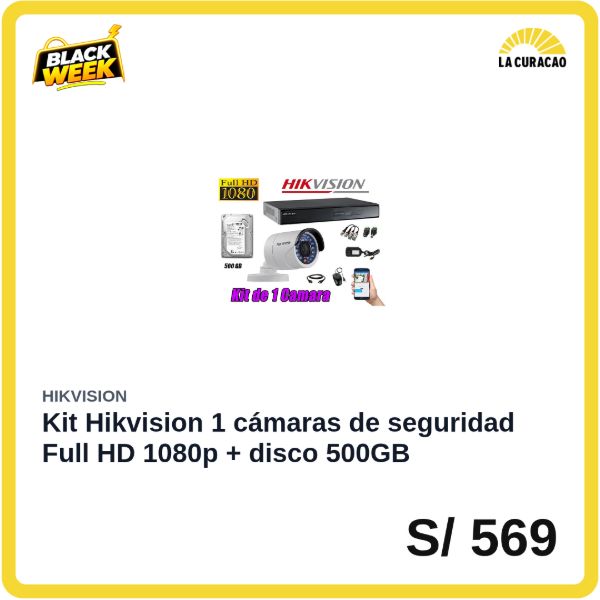 BLACK
WEEK
LA CURACAO
Full HD
1080
HIKVISION
500 GB
Kit de 1 Camara
HIKVISION
Kit Hikvision 1 cámaras de seguridad
Full HD 1080p + disco 500GB
S/ 569